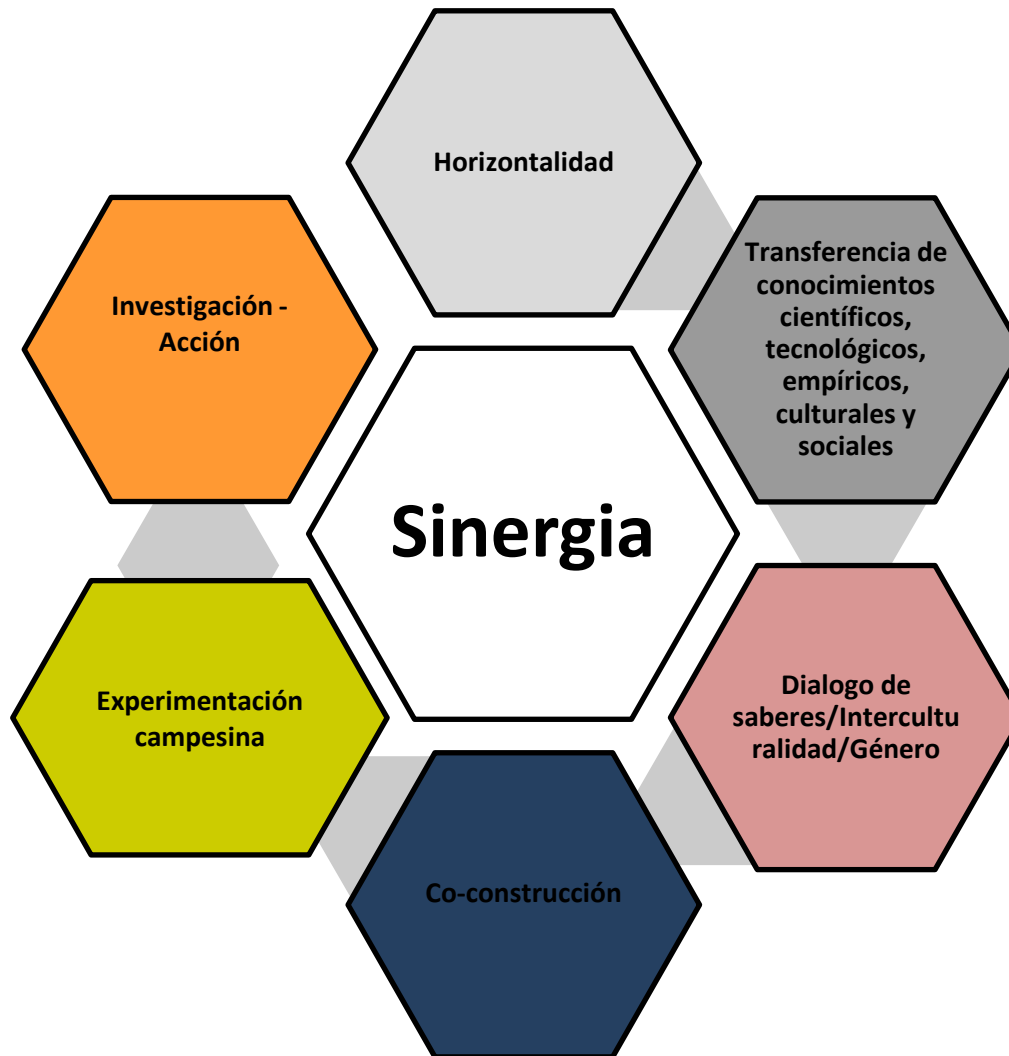 Horizontalidad
Transferencia de
conocimientos
científicos,
tecnológicos,
empíricos,
culturales y
sociales
Investigación -
Acción
Sinergia
Dialogo de
saberes/Intercultu
ralidad/Género
Experimentación
campesina
Co-construcción